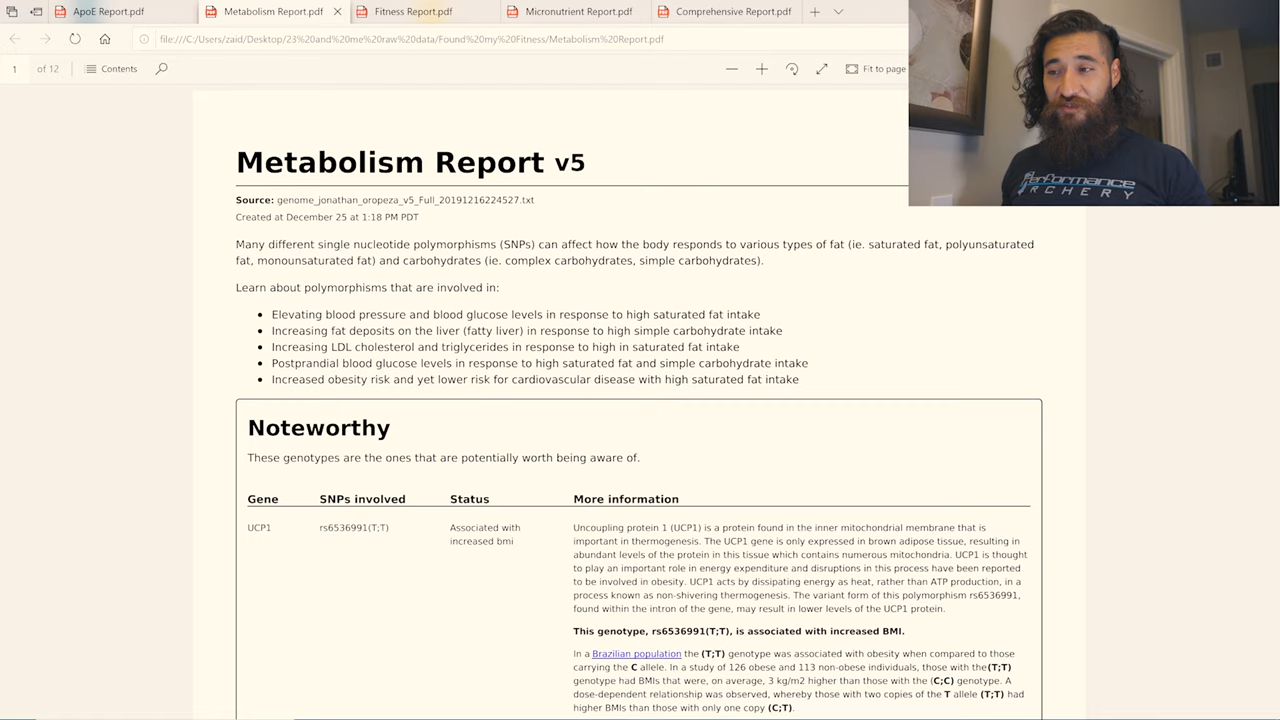 ApoE Report.pdf
Metabolism Report.pdf
Fitness Report.pdf
Micronutrient Report.pdf
Comprehensive Report.pdf
file:///C:/Users/zaid/Desktop/23%20and%20me%20raw%20data/Found%20my%20Fitness/Metabolism%20Report.pdf
1 of 12
Contents
Fit to page
Performance
ARCHERY
Metabolism Report v5
Source: genome_jonathan_oropeza_v5_Full_20191216224527.txt
Created at December 25 at 1:18 PM PDT
Many different single nucleotide polymorphisms (SNPs) can affect how the body responds to various types of fat (ie. saturated fat, polyunsaturated
fat, monounsaturated fat) and carbohydrates (ie. complex carbohydrates, simple carbohydrates).
Learn about polymorphisms that are involved in:
• Elevating blood pressure and blood glucose levels in response to high saturated fat intake
• Increasing fat deposits on the liver (fatty liver) in response to high simple carbohydrate intake
• Increasing LDL cholesterol and triglycerides in response to high in saturated fat intake
• Postprandial blood glucose levels in response to high saturated fat and simple carbohydrate intake
• Increased obesity risk and yet lower risk for cardiovascular disease with high saturated fat intake
Noteworthy
These genotypes are the ones that are potentially worth being aware of.
Gene SNPs involved Status More information
UCP1 rs6536991(T;T) Associated with
increased bmi
Uncoupling protein 1 (UCP1) is a protein found in the inner mitochondrial membrane that is
important in thermogenesis. The UCP1 gene is only expressed in brown adipose tissue, resulting in
abundant levels of the protein in this tissue which contains numerous mitochondria. UCP1 is thought
to play an important role in energy expenditure and disruptions in this process have been reported
to be involved in obesity. UCP1 acts by dissipating energy as heat, rather than ATP production, in a
process known as non-shivering thermogenesis. The variant form of this polymorphism rs6536991,
found within the intron of the gene, may result in lower levels of the UCP1 protein.
This genotype, rs6536991(T;T), is associated with increased BMI.
In a Brazilian population the (T;T) genotype was associated with obesity when compared to those
carrying the C allele. In a study of 126 obese and 113 non-obese individuals, those with the(T;T)
genotype had BMIs that were, on average, 3 kg/m2 higher than those with the (C;C) genotype. A
dose-dependent relationship was observed, whereby those with two copies of the T allele (T;T) had
higher BMIs than those with only one copy (C;T).